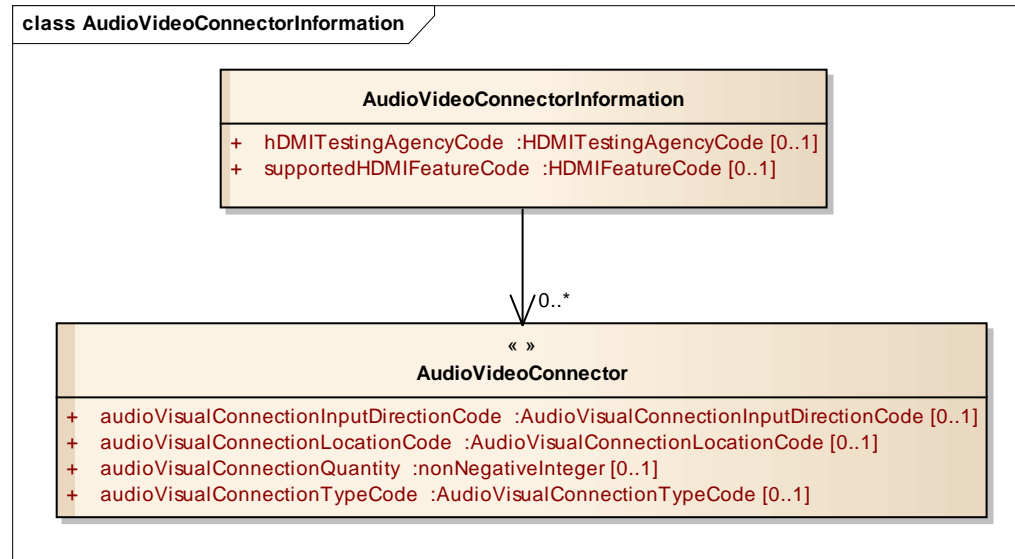 class AudioVideoConnectorInformation
AudioVideoConnectorInformation
+ hDMITestingAgencyCode :HDMITestingAgencyCode [0..1]
+ supportedHDMIFeatureCode :HDMIFeatureCode [0..1]
0..*
« »
AudioVideoConnector
+ audioVisualConnectionInputDirectionCode :AudioVisualConnectionInputDirectionCode [0..1]
+ audioVisualConnectionLocationCode :AudioVisualConnectionLocationCode [0..1]
+ audioVisualConnectionQuantity :nonNegativeInteger [0..1]
+ audioVisualConnectionTypeCode :AudioVisualConnectionTypeCode [0..1]